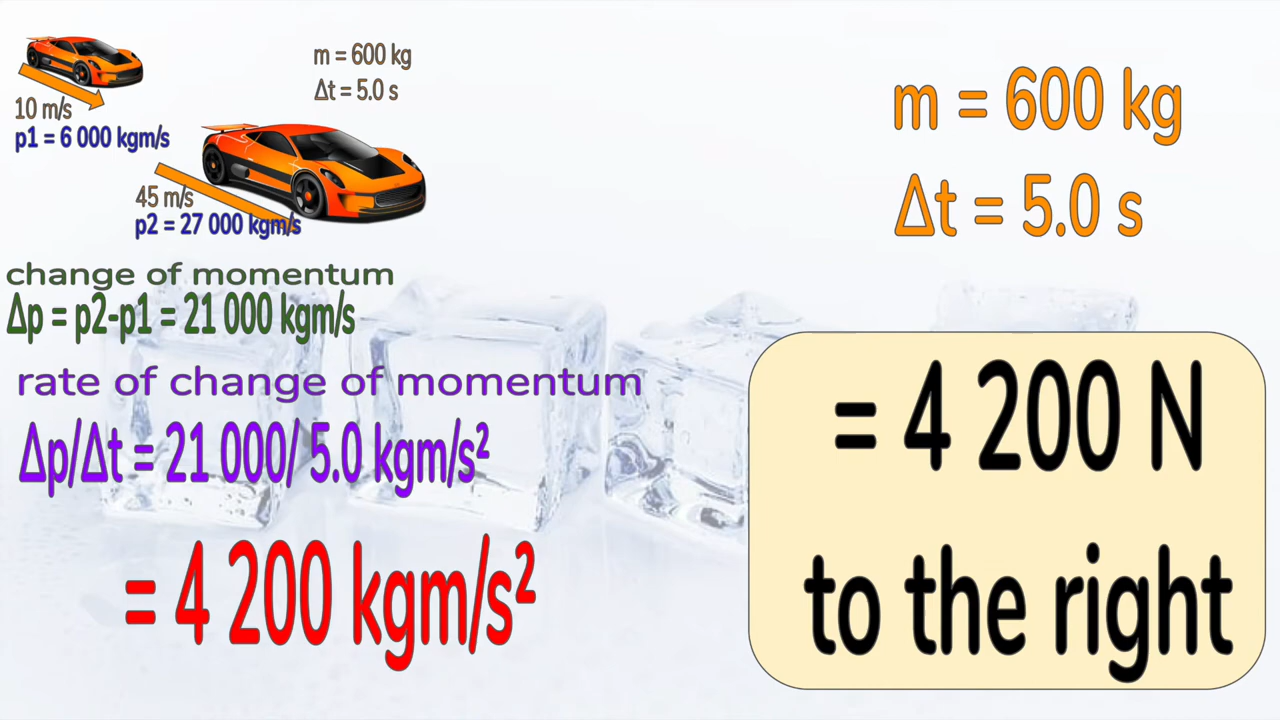 m = 600 kg
Δt = 5.0 s
10 m/s
p1 = 6 000 kgm/s
45 m/s
p2 = 27 000 kgm/s
change of momentum
Δp = p2-p1 = 21 000 kgm/s
rate of change of momentum
Δp/Δt = 21 000/ 5.0 kgm/s²
= 4 200 kgm/s²
m = 600 kg
Δt = 5.0 s
= 4 200 N
to the right